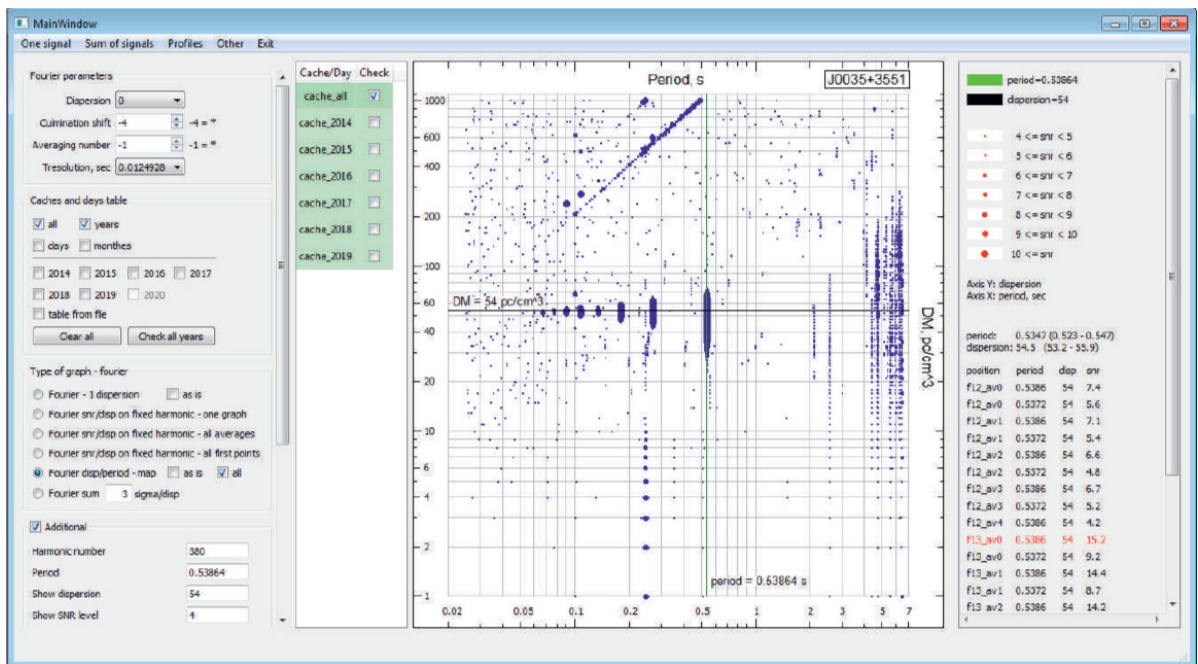 MainWindow
One signal Sum of signals Profiles Other Exit
Fourier parameters
Dispersion 0
Culmination shift -4 -4 = *
Averaging number -1 -1 = *
Tresolution, sec 0.0124928
Caches and days table
all years
days monthes
2014 2015 2016 2017
2018 2019 2020
table from file
Clear all Check all years
Type of graph - fourier
Fourier - 1 dispersion as is
Fourier snr/disp on fixed harmonic - one graph
Fourier snr/disp on fixed harmonic - all averages
Fourier snr/disp on fixed harmonic - all first points
Fourier disp/period - map as is all
Fourier sum 3 sigma/disp
Additional
Harmonic number 380
Period 0.53864
Show dispersion 54
Show SNR level 4
Cache/Day Check
cache_all
cache_2014
cache_2015
cache_2016
cache_2017
cache_2018
cache_2019
Period, s
J0035+3551
1000
600
400
200
100
60
40
20
10
6
4
2
1
DM = 54 pc/cm^3
DM, pc/cm^3
period = 0.53864 s
0.02 0.05 0.1 0.2 0.5 1 2 3 5 7
period=0.53864
dispersion=54
4 <= snr < 5
5 <= snr < 6
6 <= snr < 7
7 <= snr < 8
8 <= snr < 9
9 <= snr < 10
10 <= snr
Axis Y: dispersion
Axis X: period, sec
period: 0.5347 (0.523 - 0.547)
dispersion: 54.5 (53.2 - 55.9)
position period disp snr
f12_av0 0.5386 54 7.4
f12_av0 0.5372 54 5.6
f12_av1 0.5386 54 7.1
f12_av1 0.5372 54 5.4
f12_av2 0.5386 54 6.6
f12_av2 0.5372 54 4.8
f12_av3 0.5386 54 6.7
f12_av3 0.5372 54 5.2
f12_av4 0.5386 54 4.2
f13_av0 0.5386 54 15.2
f13_av0 0.5372 54 9.2
f13_av1 0.5386 54 14.4
f13_av1 0.5372 54 8.7
f13_av2 0.5386 54 14.2